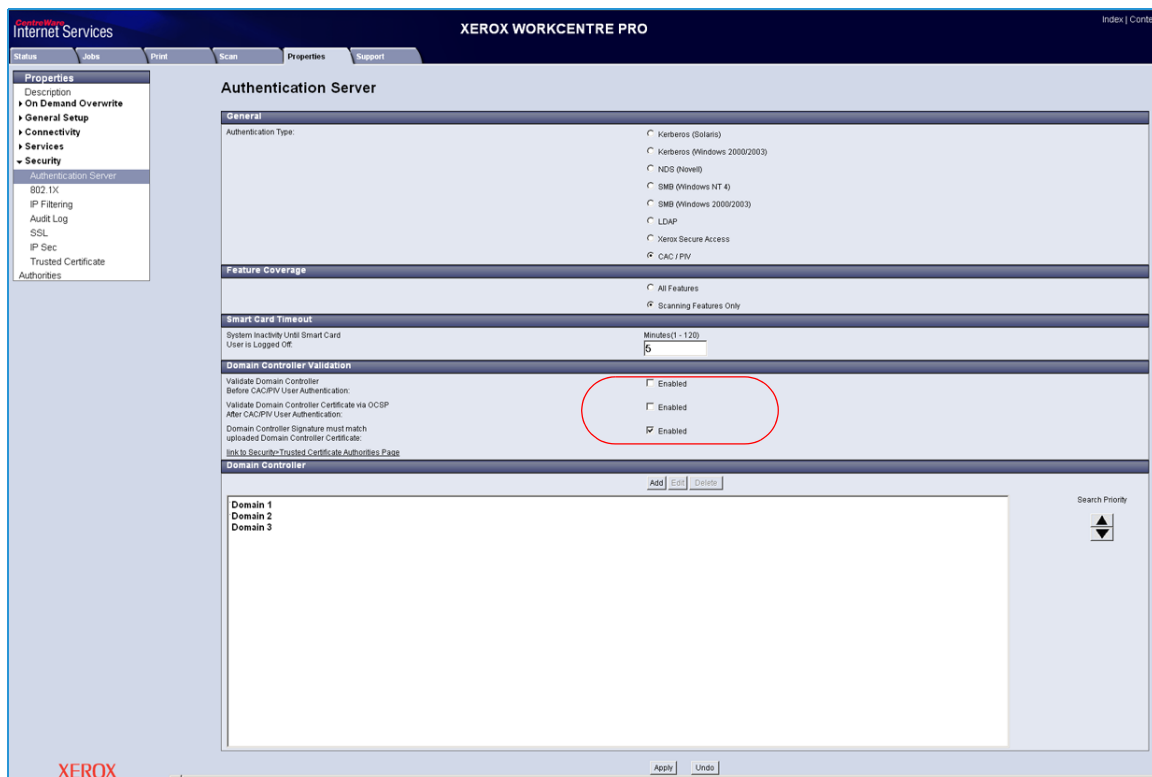 CentreWare
Internet Services
XEROX WORKCENTRE PRO
Index | Conte
Status
Jobs
Print
Scan
Properties
Support
Properties
Description
On Demand Overwrite
General Setup
Connectivity
Services
Security
Authentication Server
802.1X
IP Filtering
Audit Log
SSL
IP Sec
Trusted Certificate
Authorities
Authentication Server
General
Authentication Type:
Kerberos (Solaris)
Kerberos (Windows 2000/2003)
NDS (Novell)
SMB (Windows NT 4)
SMB (Windows 2000/2003)
LDAP
Xerox Secure Access
CAC / PIV
Feature Coverage
All Features
Scanning Features Only
Smart Card Timeout
System Inactivity Until Smart Card
User is Logged Off:
Minutes(1 - 120)
5
Domain Controller Validation
Validate Domain Controller
Before CAC/PIV User Authentication:
Enabled
Validate Domain Controller Certificate via OCSP
After CAC/PIV User Authentication:
Enabled
Domain Controller Signature must match
uploaded Domain Controller Certificate:
Enabled
link to Security>Trusted Certificate Authorities Page
Domain Controller
Add Edit Delete
Domain 1
Domain 2
Domain 3
Search Priority
Apply Undo
XEROX